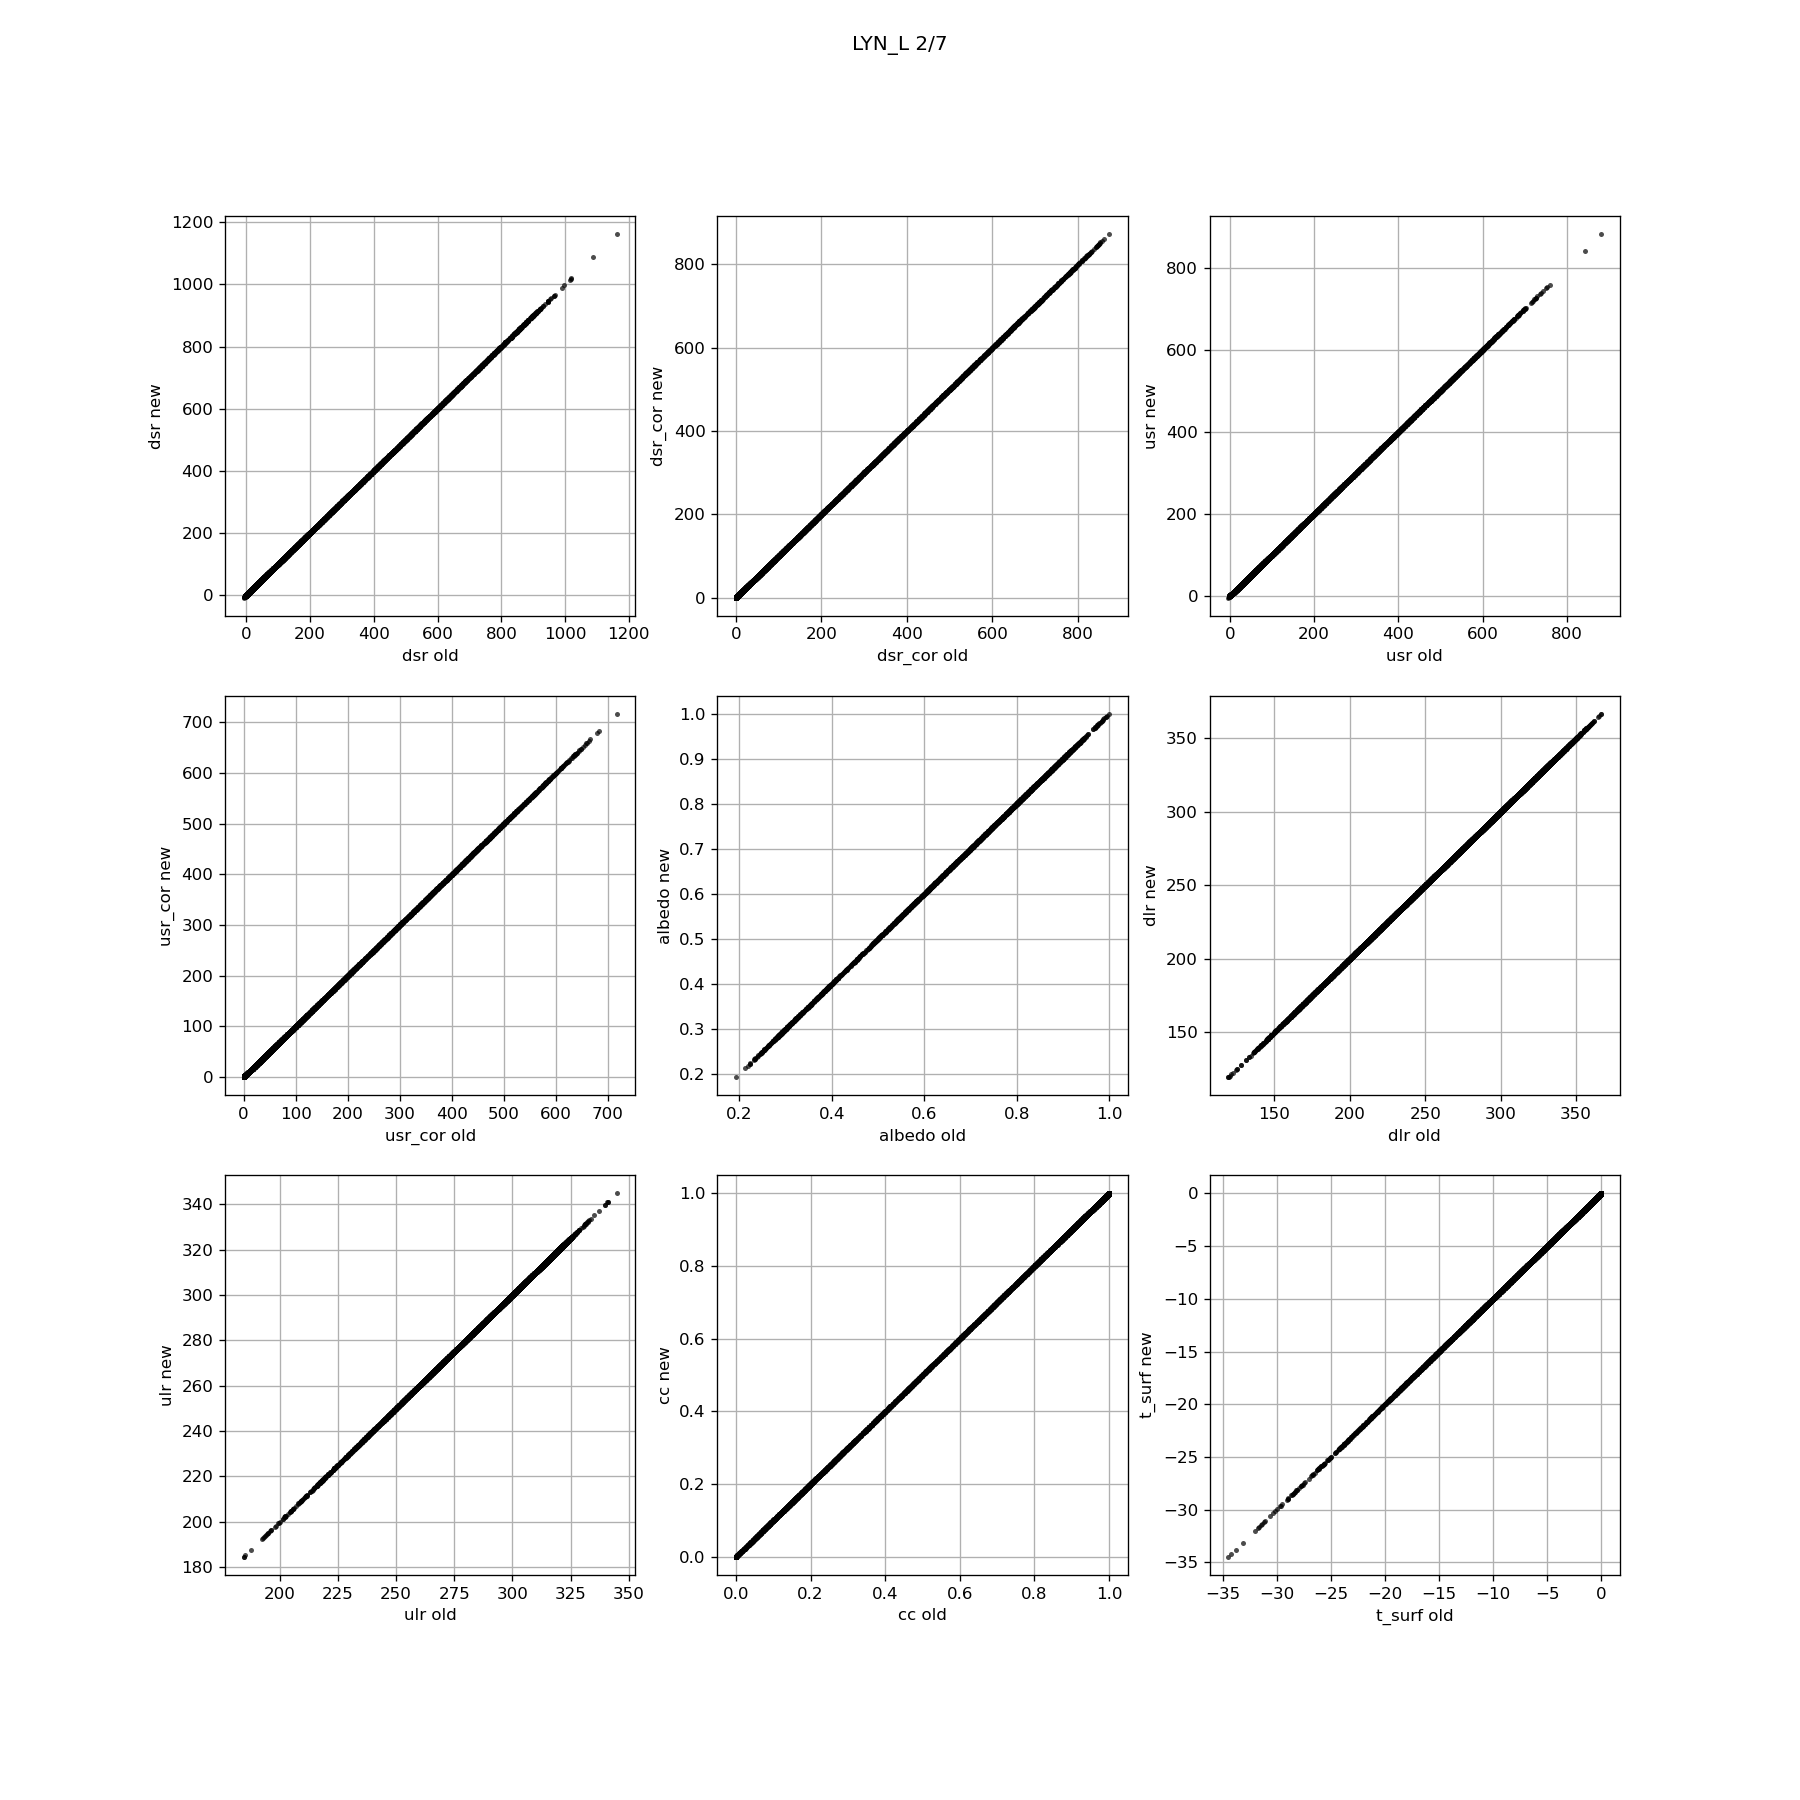 LYN_L 2/7
1200
1000
800
600
400
200
0
dsr new
0 200 400 600 800 1000 1200
dsr old
800
600
400
200
0
dsr_cor new
0 200 400 600 800
dsr_cor old
800
600
400
200
0
usr new
0 200 400 600 800
usr old
700
600
500
400
300
200
100
0
usr_cor new
0 100 200 300 400 500 600 700
usr_cor old
1.0
0.9
0.8
0.7
0.6
0.5
0.4
0.3
0.2
albedo new
0.2 0.4 0.6 0.8 1.0
albedo old
350
300
250
200
150
dlr new
150 200 250 300 350
dlr old
340
320
300
280
260
240
220
200
180
ulr new
200 225 250 275 300 325 350
ulr old
1.0
0.8
0.6
0.4
0.2
0.0
cc new
0.0 0.2 0.4 0.6 0.8 1.0
cc old
0
−5
−10
−15
−20
−25
−30
−35
t_surf new
−35 −30 −25 −20 −15 −10 −5 0
t_surf old